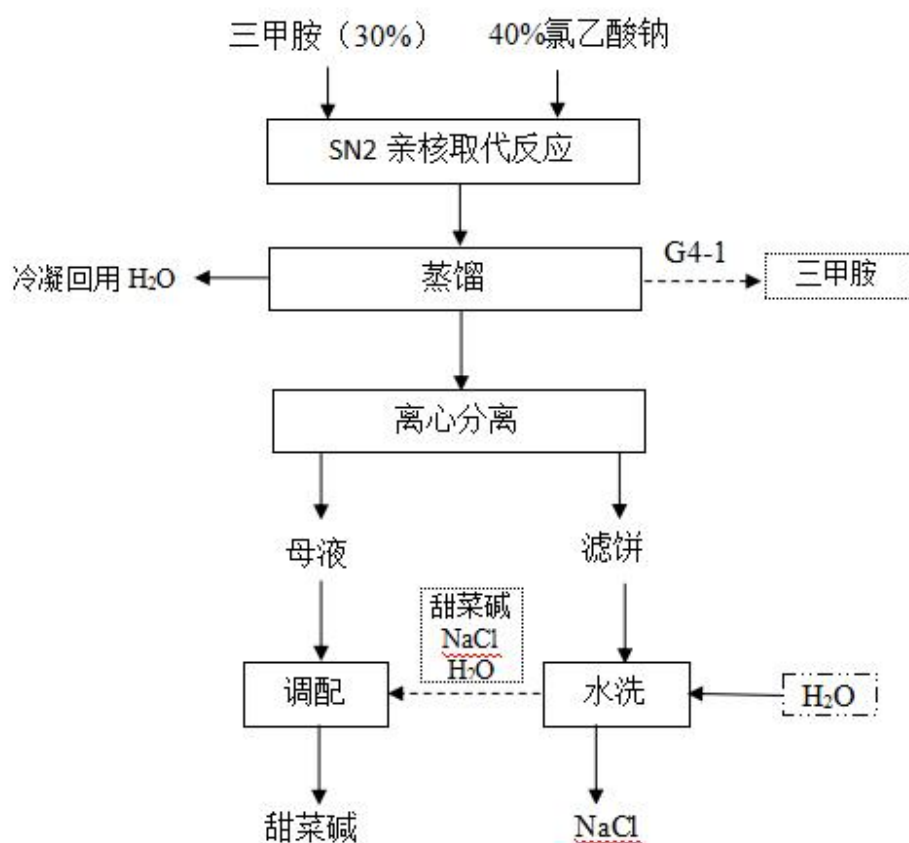 三甲胺（30%）
40%氯乙酸钠
SN2 亲核取代反应
G4-1
冷凝回用 H₂O
蒸馏
三甲胺
离心分离
母液
滤饼
甜菜碱
NaCl
H₂O
调配
水洗
H₂O
甜菜碱
NaCl